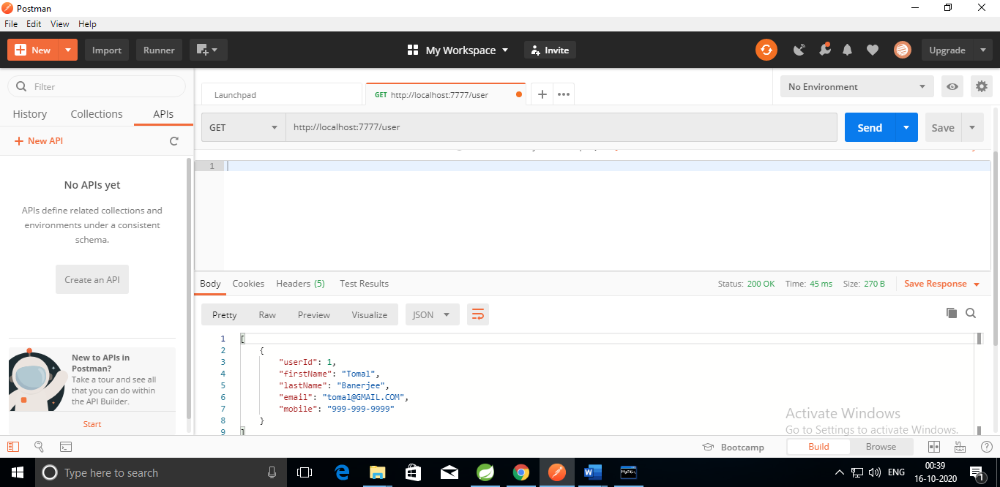 Postman
File Edit View Help
New
Import
Runner
My Workspace
Invite
Upgrade
Filter
History Collections APIs
New API
No APIs yet
APIs define related collections and
environments under a consistent
schema.
Create an API
New to APIs in
Postman?
Take a tour and see all
that you can do within
the API Builder.
Start
Launchpad
GET http://localhost:7777/user
No Environment
GET
http://localhost:7777/user
Send
Save
1
Body Cookies Headers (5) Test Results
Status: 200 OK Time: 45 ms Size: 270 B
Save Response
Pretty Raw Preview Visualize JSON
1 [
2 {
3 "userId": 1,
4 "firstName": "Tomal",
5 "lastName": "Banerjee",
6 "email": "tomal@GMAIL.COM",
7 "mobile": "999-999-9999"
8 }
9 ]
Activate Windows
Go to Settings to activate Windows.
Bootcamp
Build Browse
Type here to search
MySQL
ENG
00:39
16-10-2020
1